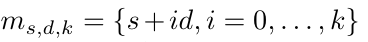 m_{s,d,k} = {s + id, i = 0, . . . , k}